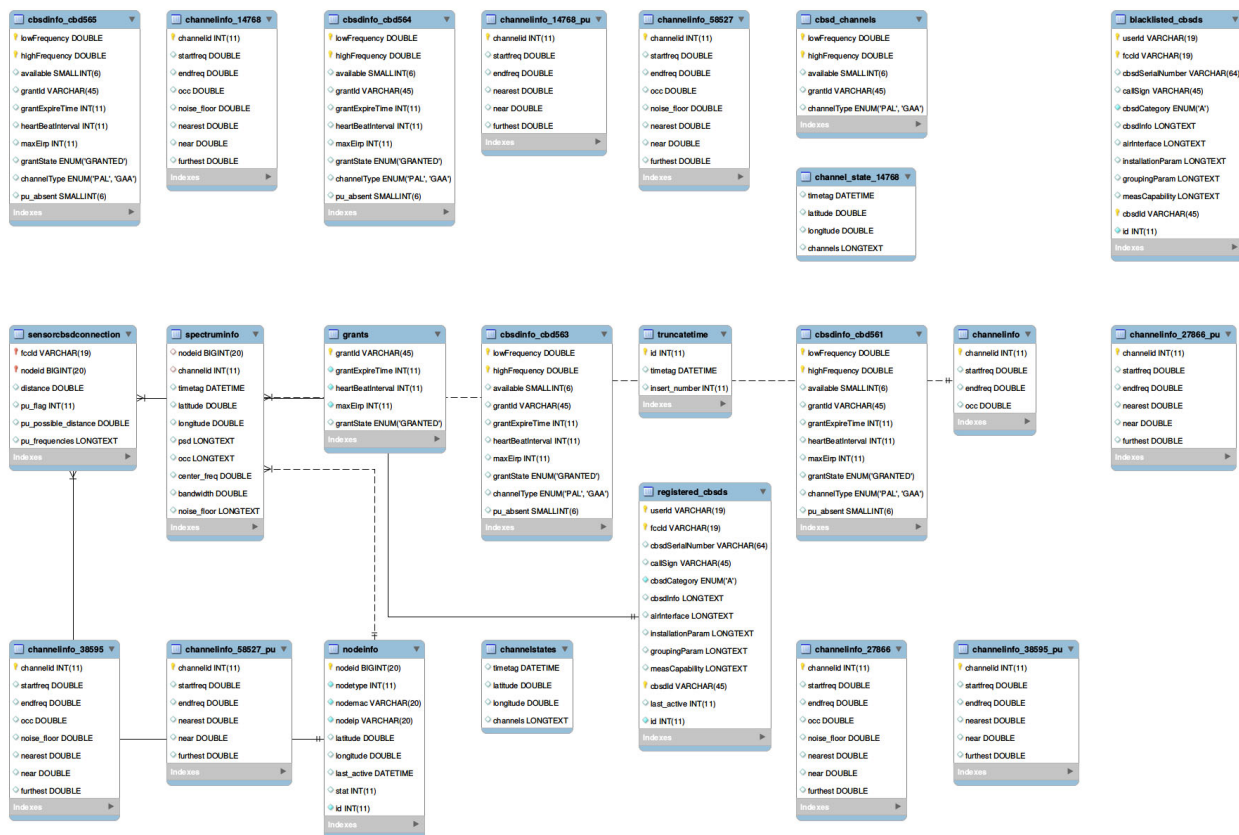 cbsdinfo_cbd565
lowFrequency DOUBLE
highFrequency DOUBLE
available SMALLINT(6)
grantId VARCHAR(45)
grantExpireTime INT(11)
heartBeatInterval INT(11)
maxEirp INT(11)
grantState ENUM('GRANTED')
channelType ENUM('PAL', 'GAA')
pu_absent SMALLINT(6)
Indexes
channelinfo_14768
channelid INT(11)
startfreq DOUBLE
endfreq DOUBLE
occ DOUBLE
noise_floor DOUBLE
nearest DOUBLE
near DOUBLE
furthest DOUBLE
Indexes
cbsdinfo_cbd564
lowFrequency DOUBLE
highFrequency DOUBLE
available SMALLINT(6)
grantId VARCHAR(45)
grantExpireTime INT(11)
heartBeatInterval INT(11)
maxEirp INT(11)
grantState ENUM('GRANTED')
channelType ENUM('PAL', 'GAA')
pu_absent SMALLINT(6)
Indexes
channelinfo_14768_pu
channelid INT(11)
startfreq DOUBLE
endfreq DOUBLE
nearest DOUBLE
near DOUBLE
furthest DOUBLE
Indexes
channelinfo_58527
channelid INT(11)
startfreq DOUBLE
endfreq DOUBLE
occ DOUBLE
noise_floor DOUBLE
nearest DOUBLE
near DOUBLE
furthest DOUBLE
Indexes
cbsd_channels
lowFrequency DOUBLE
highFrequency DOUBLE
available SMALLINT(6)
grantId VARCHAR(45)
channelType ENUM('PAL', 'GAA')
Indexes
channel_state_14768
timetag DATETIME
latitude DOUBLE
longitude DOUBLE
channels LONGTEXT
blacklisted_cbsds
userId VARCHAR(19)
fccId VARCHAR(19)
cbsdSerialNumber VARCHAR(64)
callSign VARCHAR(45)
cbsdCategory ENUM('A')
cbsdInfo LONGTEXT
airInterface LONGTEXT
installationParam LONGTEXT
groupingParam LONGTEXT
measCapability LONGTEXT
cbsdId VARCHAR(45)
id INT(11)
Indexes
sensorcbsdconnection
fccId VARCHAR(19)
nodeid BIGINT(20)
distance DOUBLE
pu_flag INT(11)
pu_possible_distance DOUBLE
pu_frequencies LONGTEXT
Indexes
spectruminfo
nodeid BIGINT(20)
channelid INT(11)
timetag DATETIME
latitude DOUBLE
longitude DOUBLE
psd LONGTEXT
occ LONGTEXT
center_freq DOUBLE
bandwidth DOUBLE
noise_floor LONGTEXT
Indexes
grants
grantId VARCHAR(45)
grantExpireTime INT(11)
heartBeatInterval INT(11)
maxEirp INT(11)
grantState ENUM('GRANTED')
Indexes
cbsdinfo_cbd563
lowFrequency DOUBLE
highFrequency DOUBLE
available SMALLINT(6)
grantId VARCHAR(45)
grantExpireTime INT(11)
heartBeatInterval INT(11)
maxEirp INT(11)
grantState ENUM('GRANTED')
channelType ENUM('PAL', 'GAA')
pu_absent SMALLINT(6)
Indexes
truncatetime
id INT(11)
timetag DATETIME
insert_number INT(11)
Indexes
cbsdinfo_cbd561
lowFrequency DOUBLE
highFrequency DOUBLE
available SMALLINT(6)
grantId VARCHAR(45)
grantExpireTime INT(11)
heartBeatInterval INT(11)
maxEirp INT(11)
grantState ENUM('GRANTED')
channelType ENUM('PAL', 'GAA')
pu_absent SMALLINT(6)
Indexes
channelinfo
channelid INT(11)
startfreq DOUBLE
endfreq DOUBLE
occ DOUBLE
Indexes
channelinfo_27866_pu
channelid INT(11)
startfreq DOUBLE
endfreq DOUBLE
nearest DOUBLE
near DOUBLE
furthest DOUBLE
Indexes
registered_cbsds
userId VARCHAR(19)
fccId VARCHAR(19)
cbsdSerialNumber VARCHAR(64)
callSign VARCHAR(45)
cbsdCategory ENUM('A')
cbsdInfo LONGTEXT
airInterface LONGTEXT
installationParam LONGTEXT
groupingParam LONGTEXT
measCapability LONGTEXT
cbsdId VARCHAR(45)
last_active INT(11)
id INT(11)
Indexes
channelinfo_38595
channelid INT(11)
startfreq DOUBLE
endfreq DOUBLE
occ DOUBLE
noise_floor DOUBLE
nearest DOUBLE
near DOUBLE
furthest DOUBLE
Indexes
channelinfo_58527_pu
channelid INT(11)
startfreq DOUBLE
endfreq DOUBLE
nearest DOUBLE
near DOUBLE
furthest DOUBLE
Indexes
nodeinfo
nodeid BIGINT(20)
nodetype INT(11)
nodemac VARCHAR(20)
nodeip VARCHAR(20)
latitude DOUBLE
longitude DOUBLE
last_active DATETIME
stat INT(11)
id INT(11)
Indexes
channelstates
timetag DATETIME
latitude DOUBLE
longitude DOUBLE
channels LONGTEXT
channelinfo_27866
channelid INT(11)
startfreq DOUBLE
endfreq DOUBLE
occ DOUBLE
noise_floor DOUBLE
nearest DOUBLE
near DOUBLE
furthest DOUBLE
Indexes
channelinfo_38595_pu
channelid INT(11)
startfreq DOUBLE
endfreq DOUBLE
nearest DOUBLE
near DOUBLE
furthest DOUBLE
Indexes